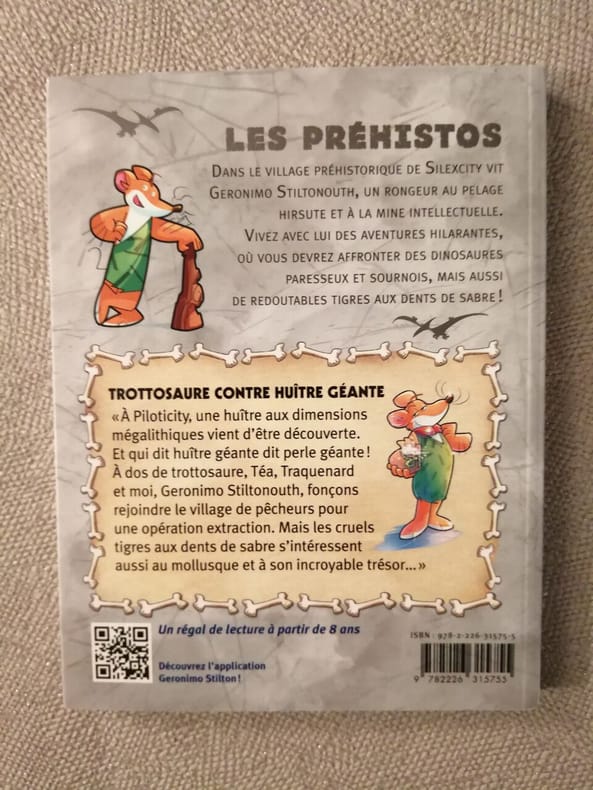 LES PRÉHISTOS
DANS LE VILLAGE PRÉHISTORIQUE DE SILEXCITY VIT
GERONIMO STILTONOUTH, UN RONGEUR AU PELAGE
HIRSUTE ET À LA MINE INTELLECTUELLE.
VIVEZ AVEC LUI DES AVENTURES HILARANTES,
OÙ VOUS DEVREZ AFFRONTER DES DINOSAURES
PARESSEUX ET SOURNOIS, MAIS AUSSI
DE REDOUTABLES TIGRES AUX DENTS DE SABRE !
TROTTOSAURE CONTRE HUÎTRE GÉANTE
« À Piloticity, une huître aux dimensions
mégalithiques vient d'être découverte.
Et qui dit huître géante dit perle géante !
À dos de trottosaure, Téa, Traquenard
et moi, Geronimo Stiltonouth, fonçons
rejoindre le village de pêcheurs pour
une opération extraction. Mais les cruels
tigres aux dents de sabre s'intéressent
aussi au mollusque et à son incroyable trésor... »
Un régal de lecture à partir de 8 ans
Découvrez l'application
Geronimo Stilton !
ISBN : 978-2-226-31575-5
9 782226 315755